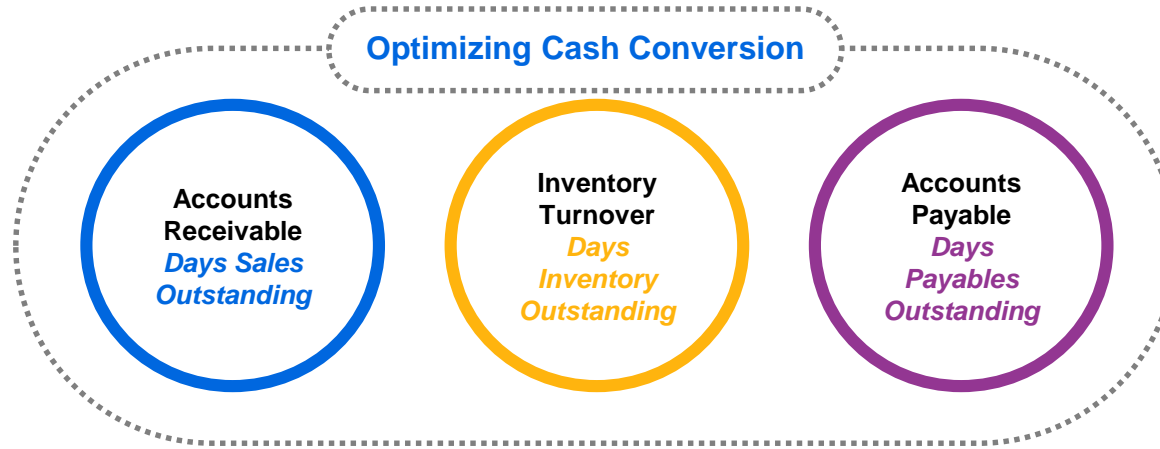 Optimizing Cash Conversion
Accounts
Receivable
Days Sales
Outstanding
Inventory
Turnover
Days
Inventory
Outstanding
Accounts
Payable
Days
Payables
Outstanding